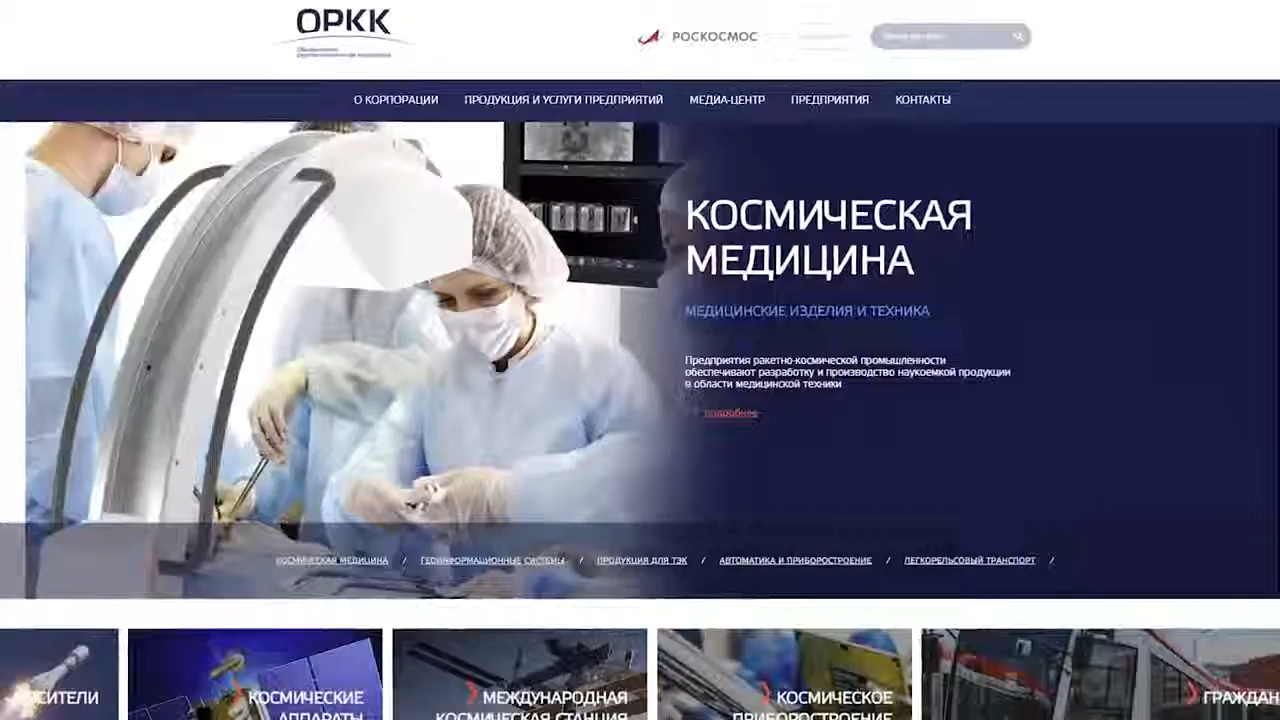 ОРКК
РОСКОСМОС
О КОРПОРАЦИИ
ПРОДУКЦИЯ И УСЛУГИ ПРЕДПРИЯТИЙ
МЕДИА-ЦЕНТР
ПРЕДПРИЯТИЯ
КОНТАКТЫ
КОСМИЧЕСКАЯ
МЕДИЦИНА
МЕДИЦИНСКИЕ ИЗДЕЛИЯ И ТЕХНИКА
Предприятия ракетно-космической промышленности
обеспечивают разработку и производство наукоемкой продукции
в области медицинской техники
подробнее
КОСМИЧЕСКАЯ МЕДИЦИНА / ГЕОИНФОРМАЦИОННЫЕ СИСТЕМЫ / ПРОДУКЦИЯ ДЛЯ ТЭК / АВТОМАТИКА И ПРИБОРОСТРОЕНИЕ / ЛЕГКОРЕЛЬСОВЫЙ ТРАНСПОРТ /
СИТЕЛИ
КОСМИЧЕСКИЕ
АППАРАТЫ
МЕЖДУНАРОДНАЯ
КОСМИЧЕСКАЯ СТАНЦИЯ
КОСМИЧЕСКОЕ
ПРИБОРОСТРОЕНИЕ
ГРАЖДАН